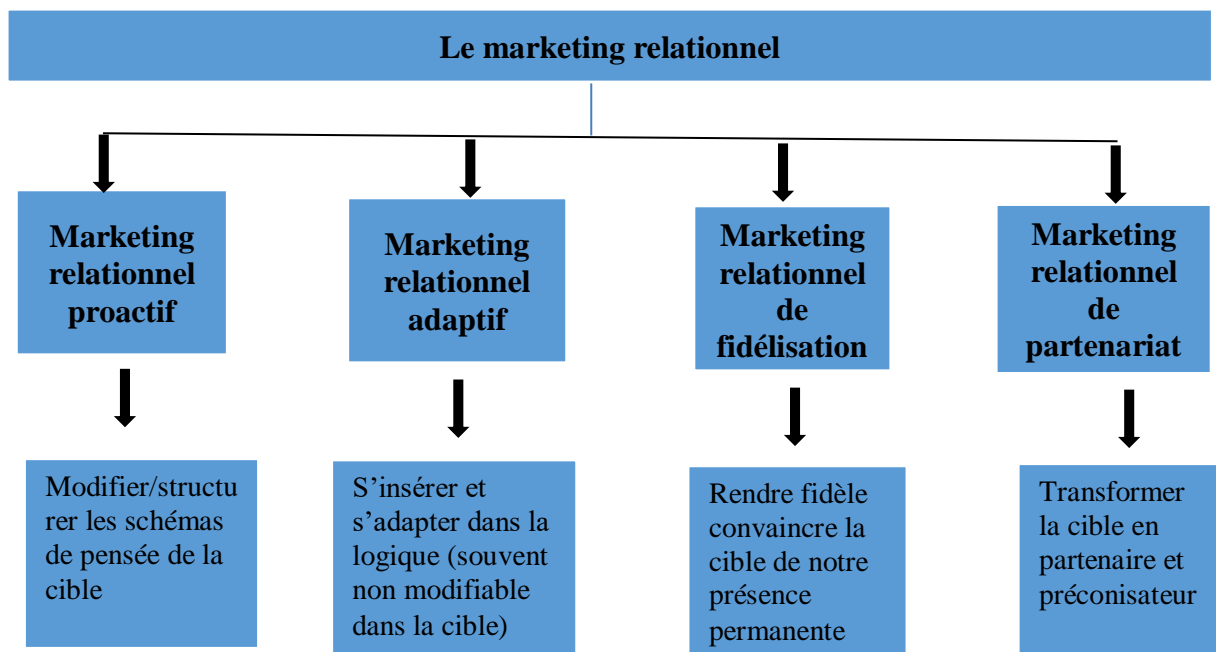 Le marketing relationnel
Marketing
relationnel
proactif
Marketing
relationnel
adaptif
Marketing
relationnel
de
fidélisation
Marketing
relationnel
de
partenariat
Modifier/structu
rer les schémas
de pensée de la
cible
S’insérer et
s’adapter dans la
logique (souvent
non modifiable
dans la cible)
Rendre fidèle
convaincre la
cible de notre
présence
permanente
Transformer
la cible en
partenaire et
préconisateur